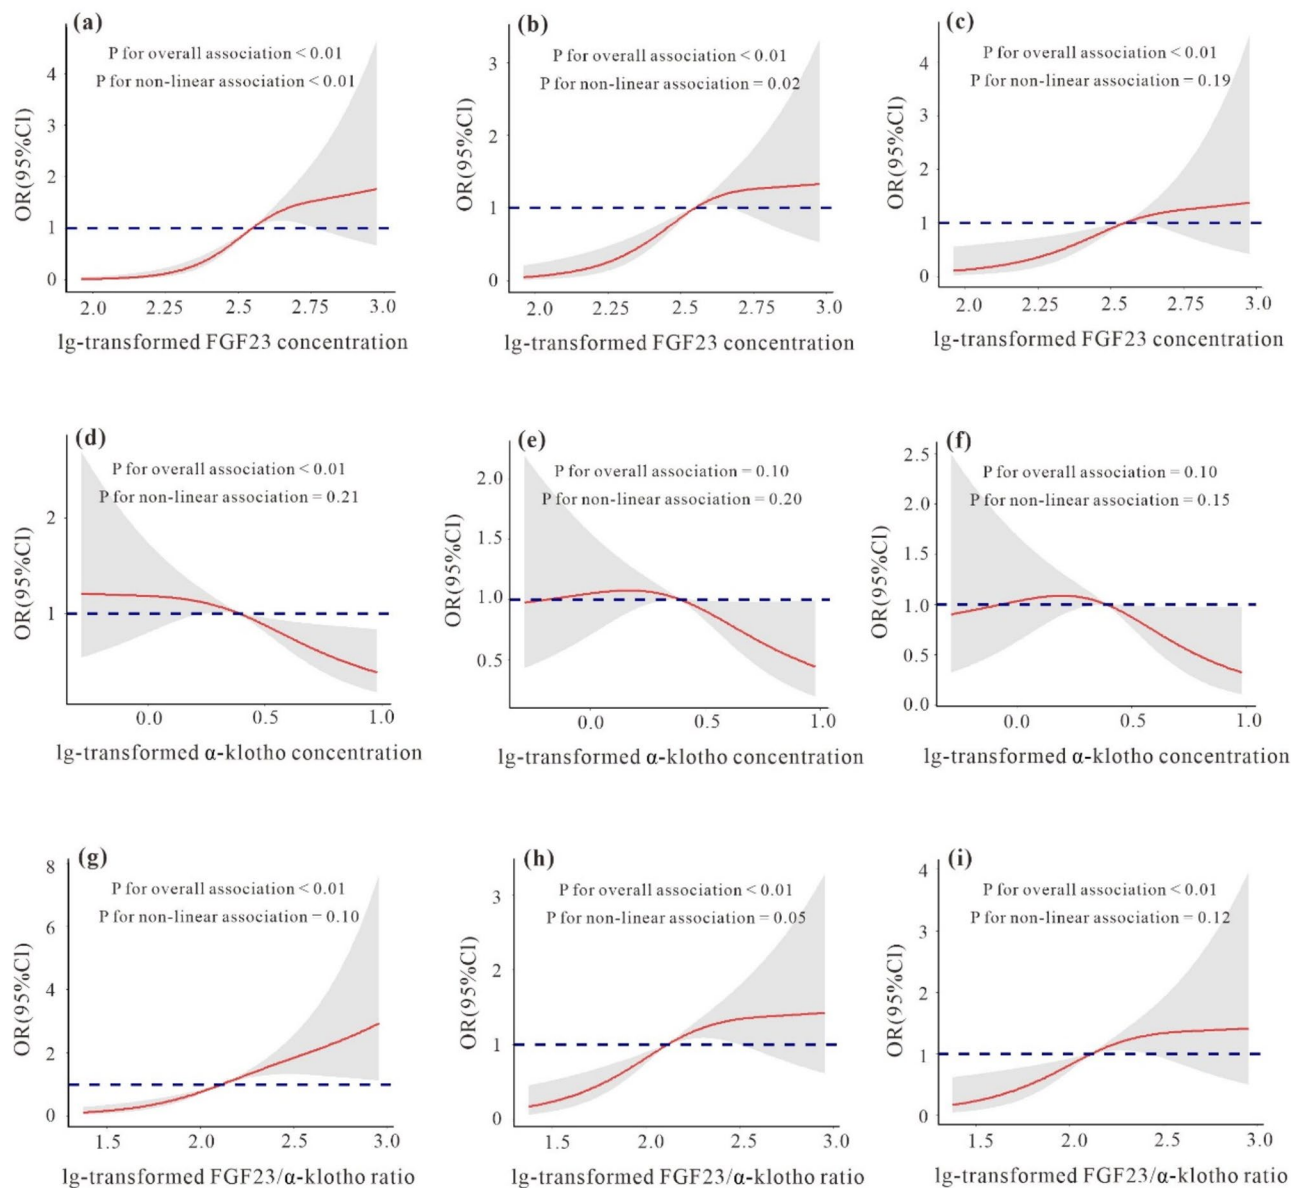 (a)
P for overall association < 0.01
P for non-linear association < 0.01
OR(95%CI)
4
3
2
1
0
2.0
2.25
2.5
2.75
3.0
lg-transformed FGF23 concentration
(b)
P for overall association < 0.01
P for non-linear association = 0.02
OR(95%CI)
3
2
1
0
2.0
2.25
2.5
2.75
3.0
lg-transformed FGF23 concentration
(c)
P for overall association < 0.01
P for non-linear association = 0.19
OR(95%CI)
4
3
2
1
0
2.0
2.25
2.5
2.75
3.0
lg-transformed FGF23 concentration
(d)
P for overall association < 0.01
P for non-linear association = 0.21
OR(95%CI)
2
1
0.0
0.5
1.0
lg-transformed α-klotho concentration
(e)
P for overall association = 0.10
P for non-linear association = 0.20
OR(95%CI)
2.0
1.5
1.0
0.5
0.0
0.5
1.0
lg-transformed α-klotho concentration
(f)
P for overall association = 0.10
P for non-linear association = 0.15
OR(95%CI)
2.5
2.0
1.5
1.0
0.5
0.0
0.0
0.5
1.0
lg-transformed α-klotho concentration
(g)
P for overall association < 0.01
P for non-linear association = 0.10
OR(95%CI)
8
6
4
2
0
1.5
2.0
2.5
3.0
lg-transformed FGF23/α-klotho ratio
(h)
P for overall association < 0.01
P for non-linear association = 0.05
OR(95%CI)
3
2
1
0
1.5
2.0
2.5
3.0
lg-transformed FGF23/α-klotho ratio
(i)
P for overall association < 0.01
P for non-linear association = 0.12
OR(95%CI)
4
3
2
1
0
1.5
2.0
2.5
3.0
lg-transformed FGF23/α-klotho ratio